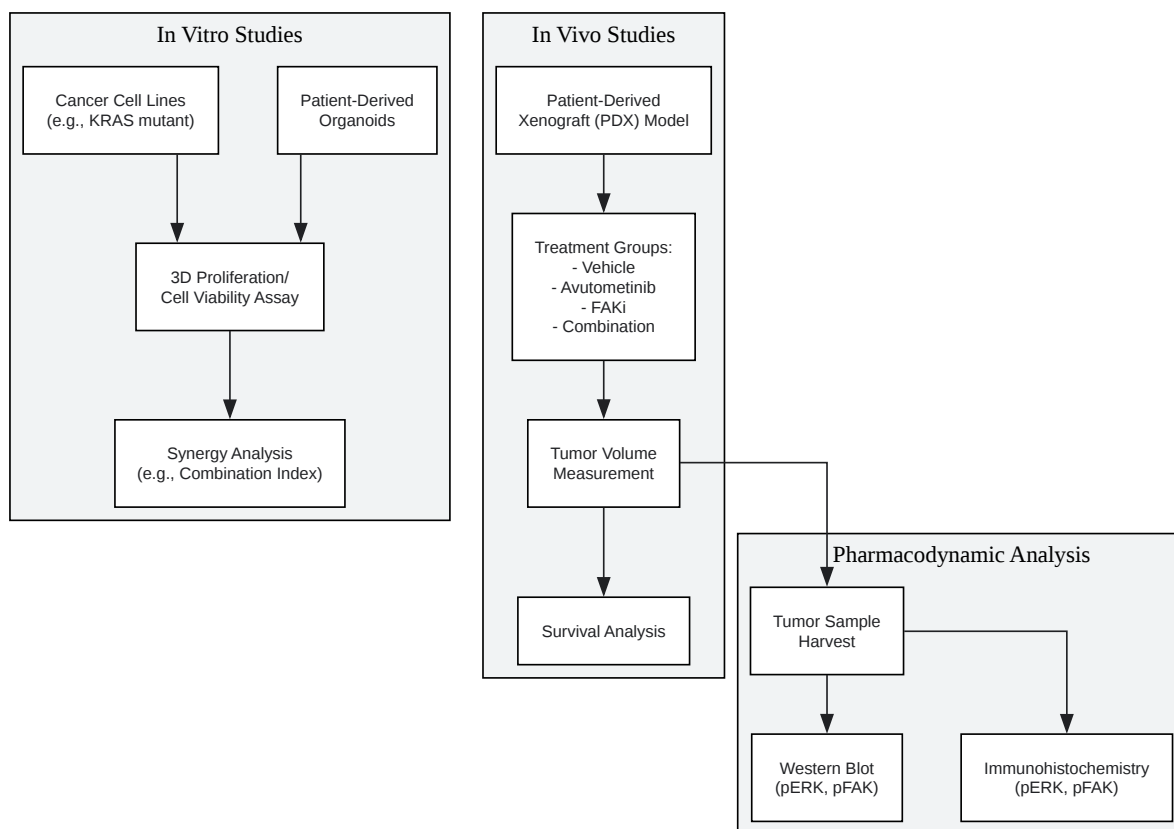 In Vitro Studies
Cancer Cell Lines
(e.g., KRAS mutant)
Patient-Derived
Organoids
3D Proliferation/
Cell Viability Assay
Synergy Analysis
(e.g., Combination Index)
In Vivo Studies
Patient-Derived
Xenograft (PDX) Model
Treatment Groups:
- Vehicle
- Avutometinib
- FAKi
- Combination
Tumor Volume
Measurement
Survival Analysis
Pharmacodynamic Analysis
Tumor Sample
Harvest
Western Blot
(pERK, pFAK)
Immunohistochemistry
(pERK, pFAK)